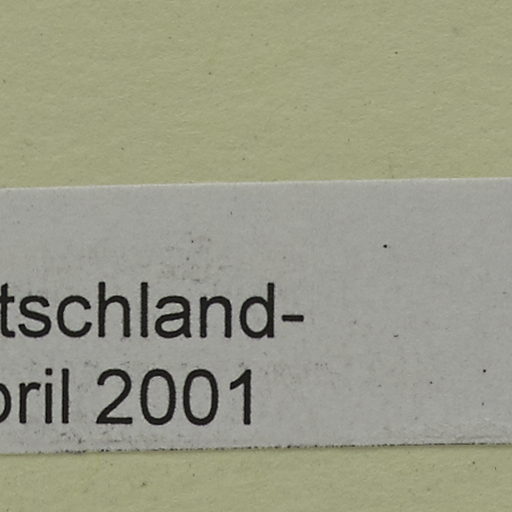 tschland-
pril 2001